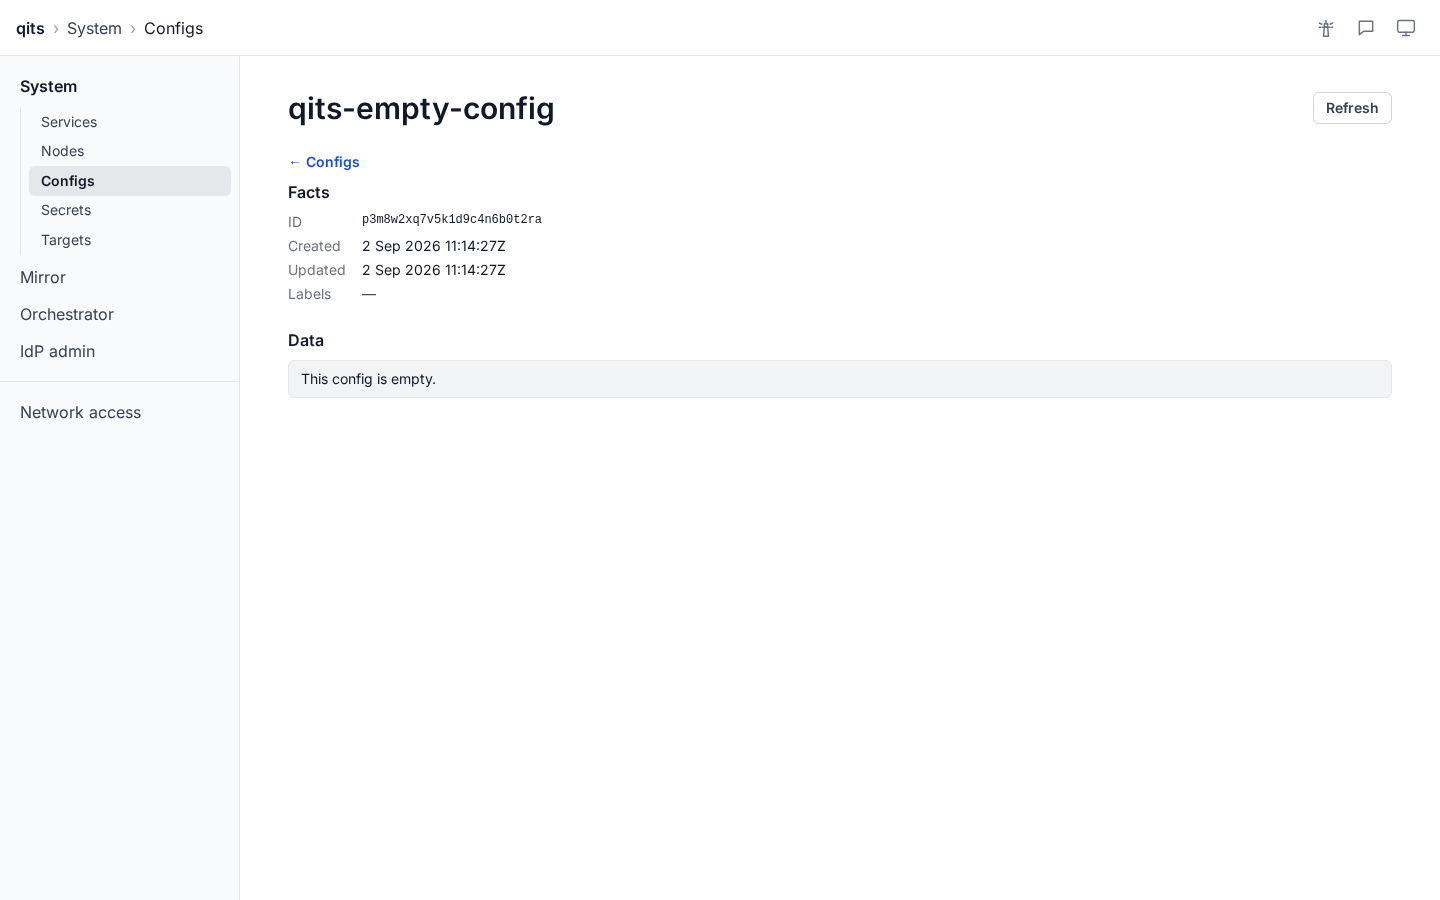 qits › System › Configs
System
Services
Nodes
Configs
Secrets
Targets
Mirror
Orchestrator
IdP admin
Network access
qits-empty-config
Refresh
← Configs
Facts
ID p3m8w2xq7v5k1d9c4n6b0t2ra
Created 2 Sep 2026 11:14:27Z
Updated 2 Sep 2026 11:14:27Z
Labels —
Data
This config is empty.